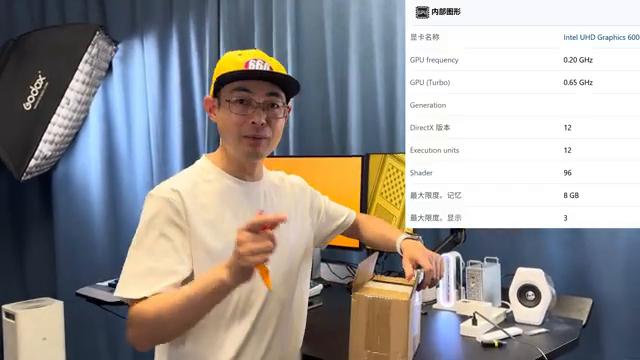 Godox
660
GPU 内部图形
显卡名称 Intel UHD Graphics 600
GPU frequency 0.20 GHz
GPU (Turbo) 0.65 GHz
Generation
DirectX 版本 12
Execution units 12
Shader 96
最大限度。记忆 8 GB
最大限度。显示 3